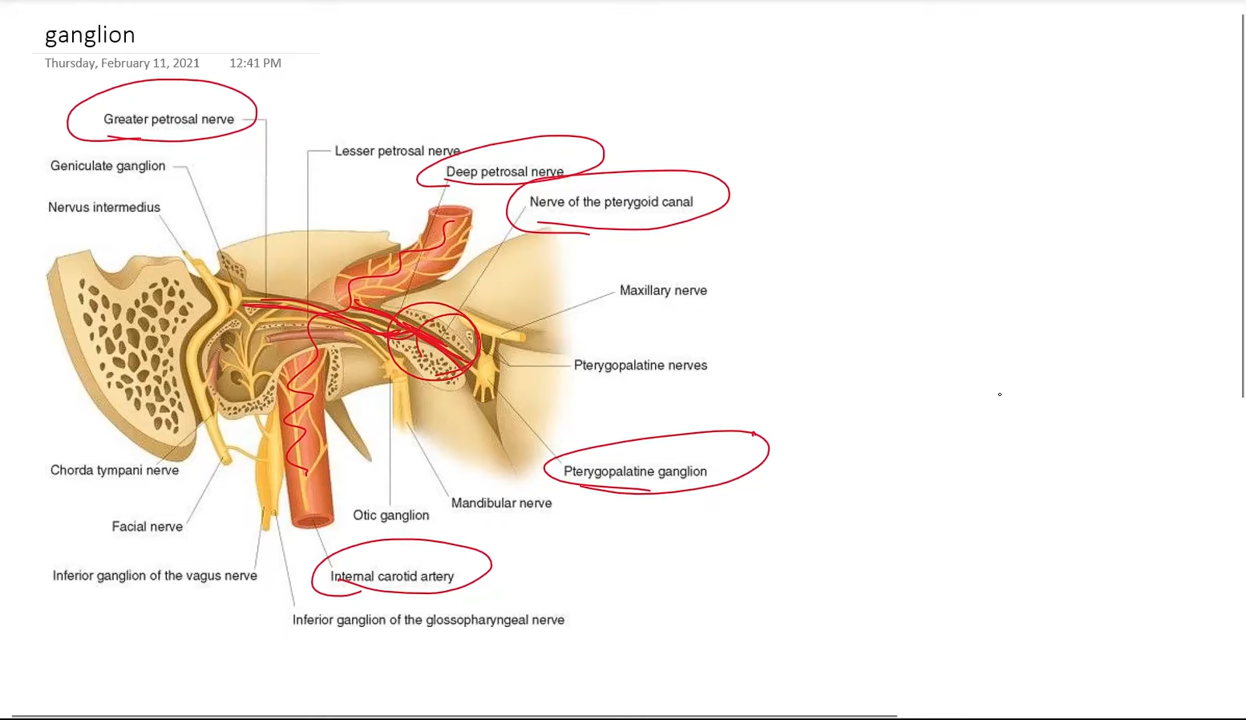 ganglion
Thursday, February 11, 2021 12:41 PM
Greater petrosal nerve
Lesser petrosal nerve
Geniculate ganglion
Deep petrosal nerve
Nerve of the pterygoid canal
Nervus intermedius
Maxillary nerve
Pterygopalatine nerves
Chorda tympani nerve
Pterygopalatine ganglion
Mandibular nerve
Otic ganglion
Facial nerve
Inferior ganglion of the vagus nerve
Internal carotid artery
Inferior ganglion of the glossopharyngeal nerve